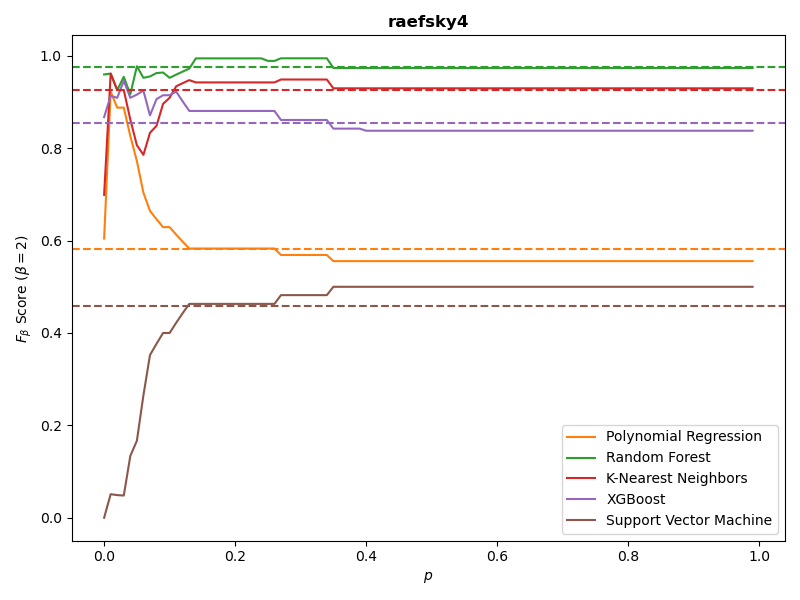 raefsky4
1.0
0.8
0.6
0.4
0.2
0.0
F_β Score (β = 2)
0.0 0.2 0.4 0.6 0.8 1.0
p
Polynomial Regression
Random Forest
K-Nearest Neighbors
XGBoost
Support Vector Machine